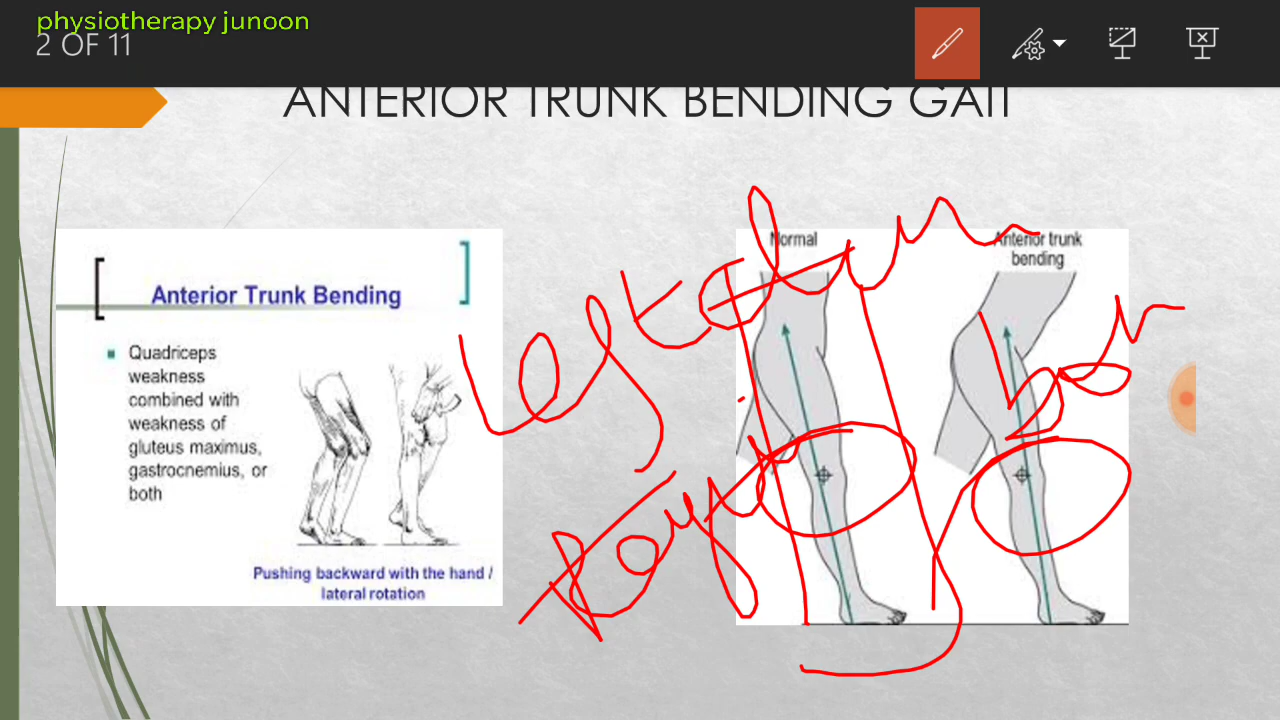 physiotherapy junoon
2 OF 11
ANTERIOR TRUNK BENDING GAIT
Anterior Trunk Bending
Quadriceps
weakness
combined with
weakness of
gluteus maximus,
gastrocnemius, or
both
Pushing backward with the hand /
lateral rotation
Normal
Anterior trunk
bending
left